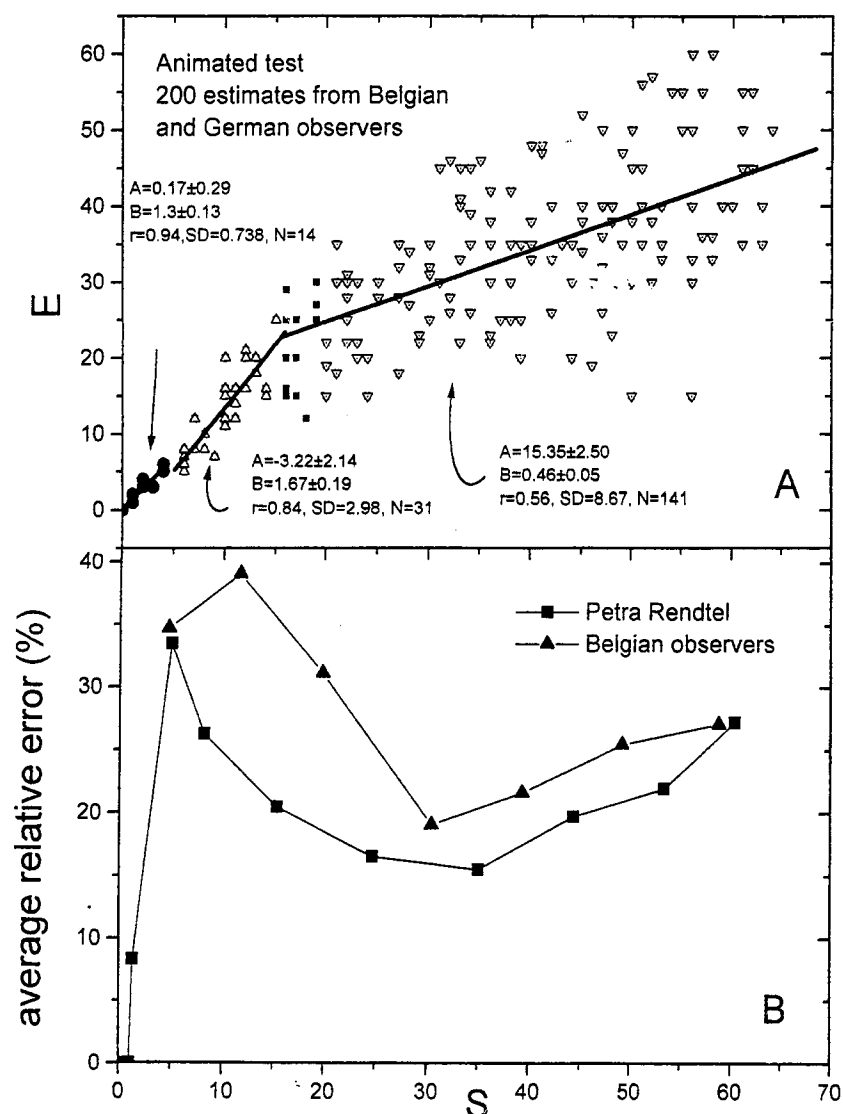 60
50
40
30
20
10
0
E
Animated test
200 estimates from Belgian
and German observers
A=0.17±0.29
B=1.3±0.13
r=0.94,SD=0.738, N=14
A=-3.22±2.14
B=1.67±0.19
r=0.84, SD=2.98, N=31
A=15.35±2.50
B=0.46±0.05
r=0.56, SD=8.67, N=141
A
40
30
20
10
0
average relative error (%)
Petra Rendtel
Belgian observers
B
0 10 20 30 40 50 60 70
S